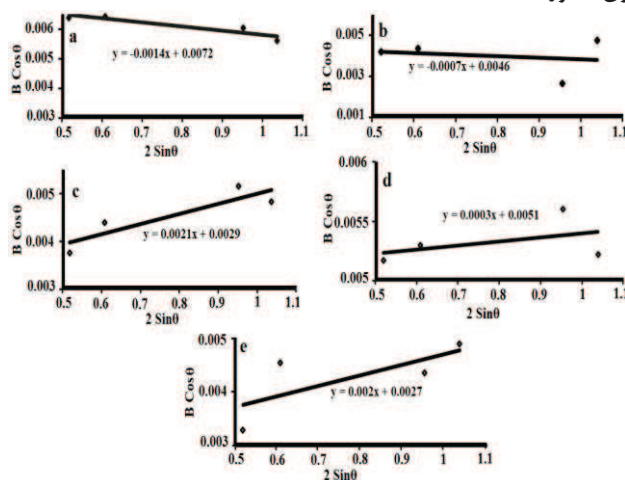 a
B Cosθ
0.006
0.005
0.004
0.003
y = -0.0014x + 0.0072
0.5 0.6 0.7 0.8 0.9 1 1.1
2 Sinθ
b
B Cosθ
0.005
0.003
0.001
y = -0.0007x + 0.0046
0.5 0.6 0.7 0.8 0.9 1 1.1
2 Sinθ
c
B Cosθ
0.005
0.004
0.003
y = 0.0021x + 0.0029
0.5 0.6 0.7 0.8 0.9 1 1.1
2 Sinθ
d
B Cosθ
0.006
0.0055
0.005
y = 0.0003x + 0.0051
0.5 0.6 0.7 0.8 0.9 1 1.1
2 Sinθ
e
B Cosθ
0.005
0.004
0.003
y = 0.002x + 0.0027
0.5 0.6 0.7 0.8 0.9 1 1.1
2 Sinθ